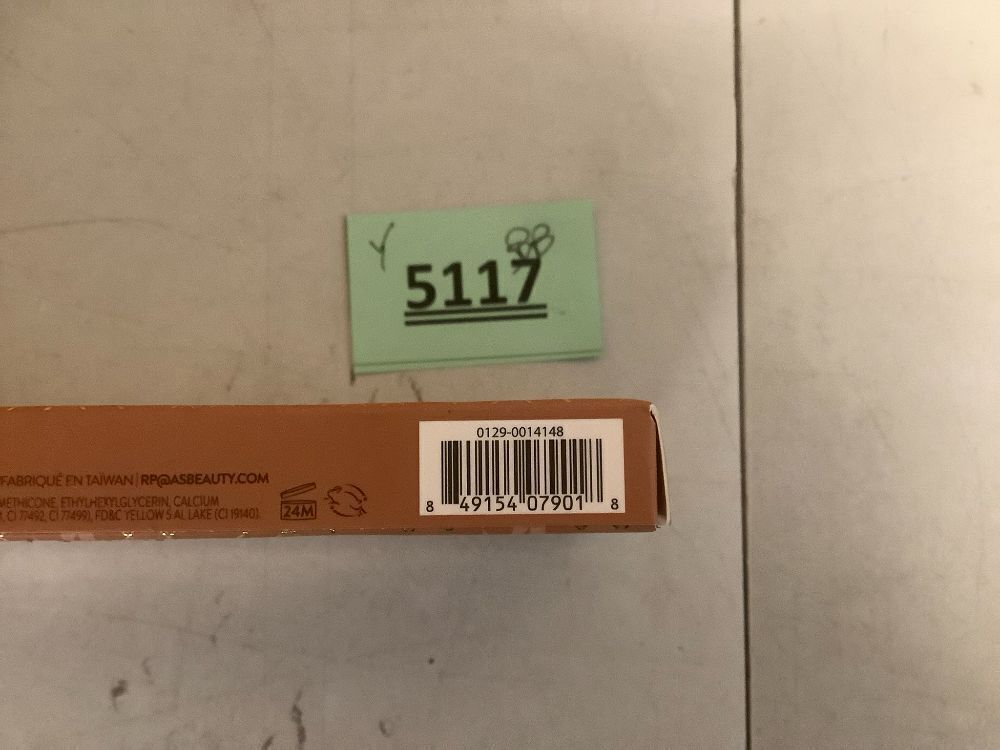 Y BB
5117
0129-0014148
8 49154 07901 8
FABRIQUÉ EN TAÏWAN | RP@ASBEAUTY.COM
METHICONE, ETHYLHEXYLGLYCERIN, CALCIUM
CI 77492, CI 77499), FD&C YELLOW 5 AL LAKE (CI 19140).
24M